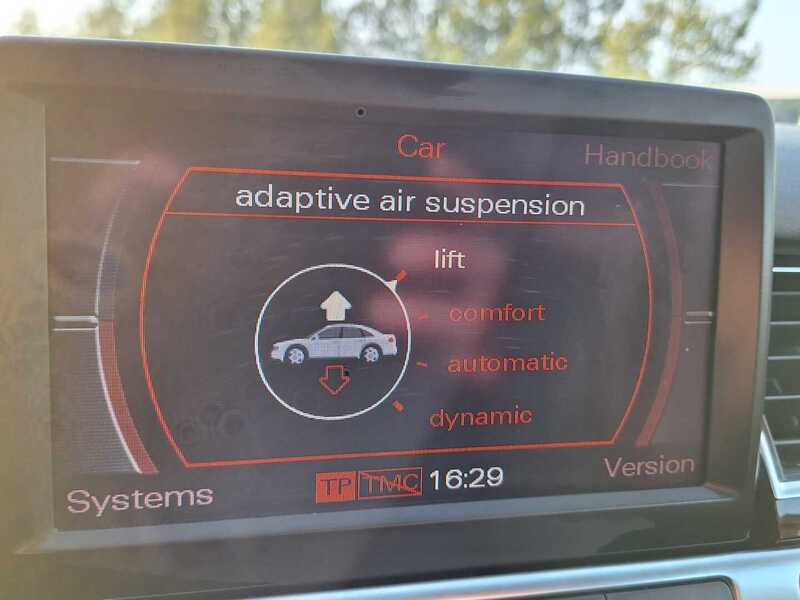 Car
Handbook
adaptive air suspension
lift
comfort
automatic
dynamic
Systems
TP TMC 16:29
Version